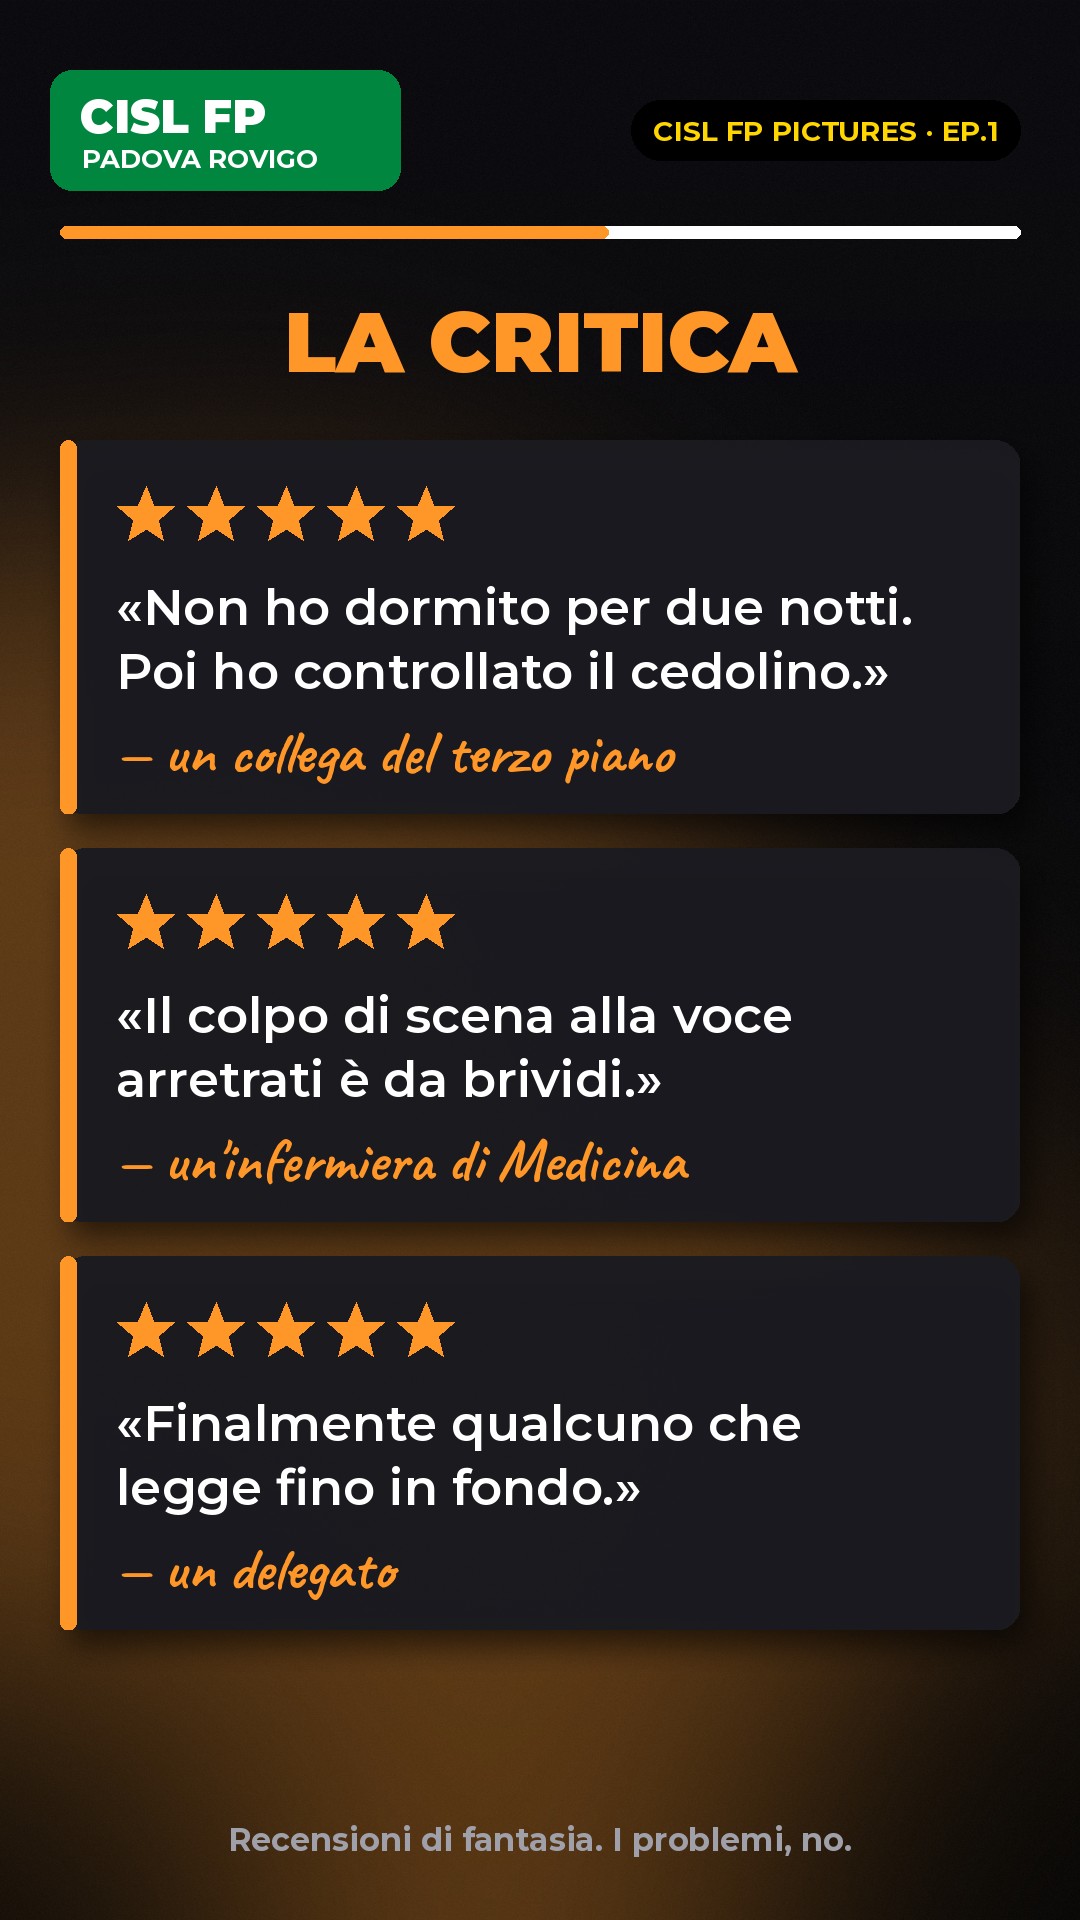 CISL FP
PADOVA ROVIGO
CISL FP PICTURES · EP.1
LA CRITICA
«Non ho dormito per due notti.
Poi ho controllato il cedolino.»
— un collega del terzo piano
«Il colpo di scena alla voce
arretrati è da brividi.»
— un'infermiera di Medicina
«Finalmente qualcuno che
legge fino in fondo.»
— un delegato
Recensioni di fantasia. I problemi, no.